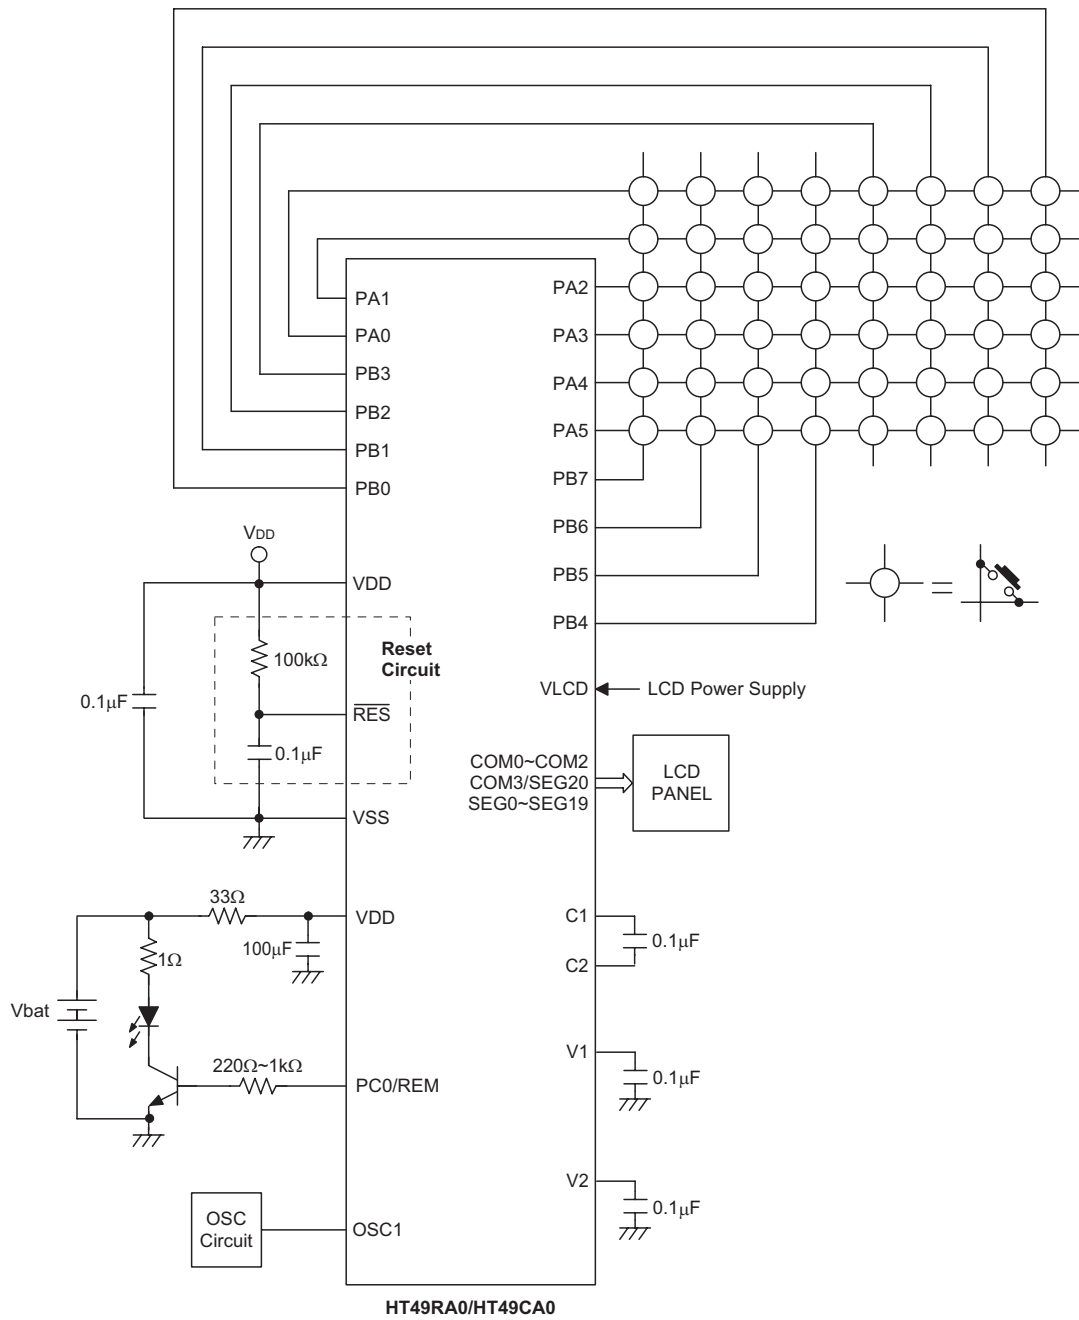 PA1
PA0
PB3
PB2
PB1
PB0
PA2
PA3
PA4
PA5
PB7
PB6
PB5
PB4
VDD
VDD
100kΩ
Reset
Circuit
0.1μF
RES
0.1μF
VSS
VLCD
LCD Power Supply
COM0~COM2
COM3/SEG20
SEG0~SEG19
LCD
PANEL
33Ω
VDD
100μF
1Ω
Vbat
220Ω~1kΩ
PC0/REM
C1
0.1μF
C2
V1
0.1μF
V2
0.1μF
OSC
Circuit
OSC1
HT49RA0/HT49CA0